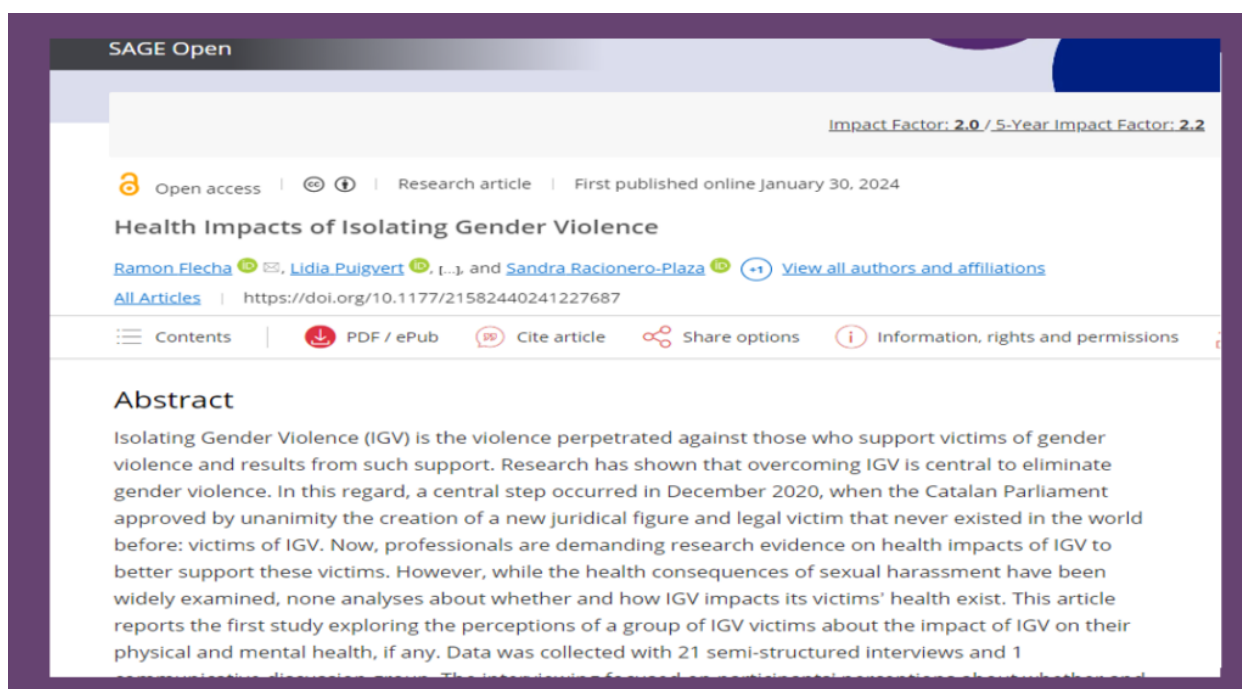 SAGE Open
Impact Factor: 2.0 / 5-Year Impact Factor: 2.2
Open access | Research article | First published online January 30, 2024
Health Impacts of Isolating Gender Violence
Ramon Flecha, Lidia Puigvert, [...], and Sandra Racionero-Plaza +1 View all authors and affiliations
All Articles | https://doi.org/10.1177/21582440241227687
Contents | PDF / ePub Cite article Share options Information, rights and permissions
Abstract
Isolating Gender Violence (IGV) is the violence perpetrated against those who support victims of gender
violence and results from such support. Research has shown that overcoming IGV is central to eliminate
gender violence. In this regard, a central step occurred in December 2020, when the Catalan Parliament
approved by unanimity the creation of a new juridical figure and legal victim that never existed in the world
before: victims of IGV. Now, professionals are demanding research evidence on health impacts of IGV to
better support these victims. However, while the health consequences of sexual harassment have been
widely examined, none analyses about whether and how IGV impacts its victims' health exist. This article
reports the first study exploring the perceptions of a group of IGV victims about the impact of IGV on their
physical and mental health, if any. Data was collected with 21 semi-structured interviews and 1